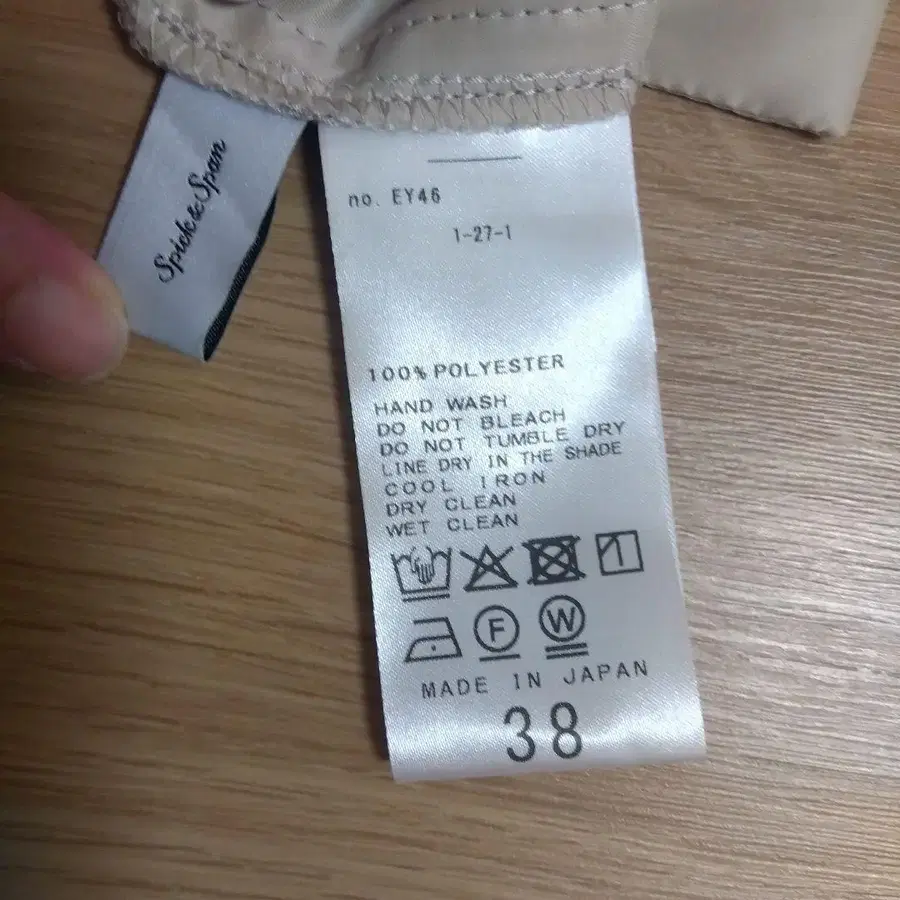 Spick&Span
no. EY46
1-27-1
100% POLYESTER
HAND WASH
DO NOT BLEACH
DO NOT TUMBLE DRY
LINE DRY IN THE SHADE
COOL IRON
DRY CLEAN
WET CLEAN
F
W
MADE IN JAPAN
38